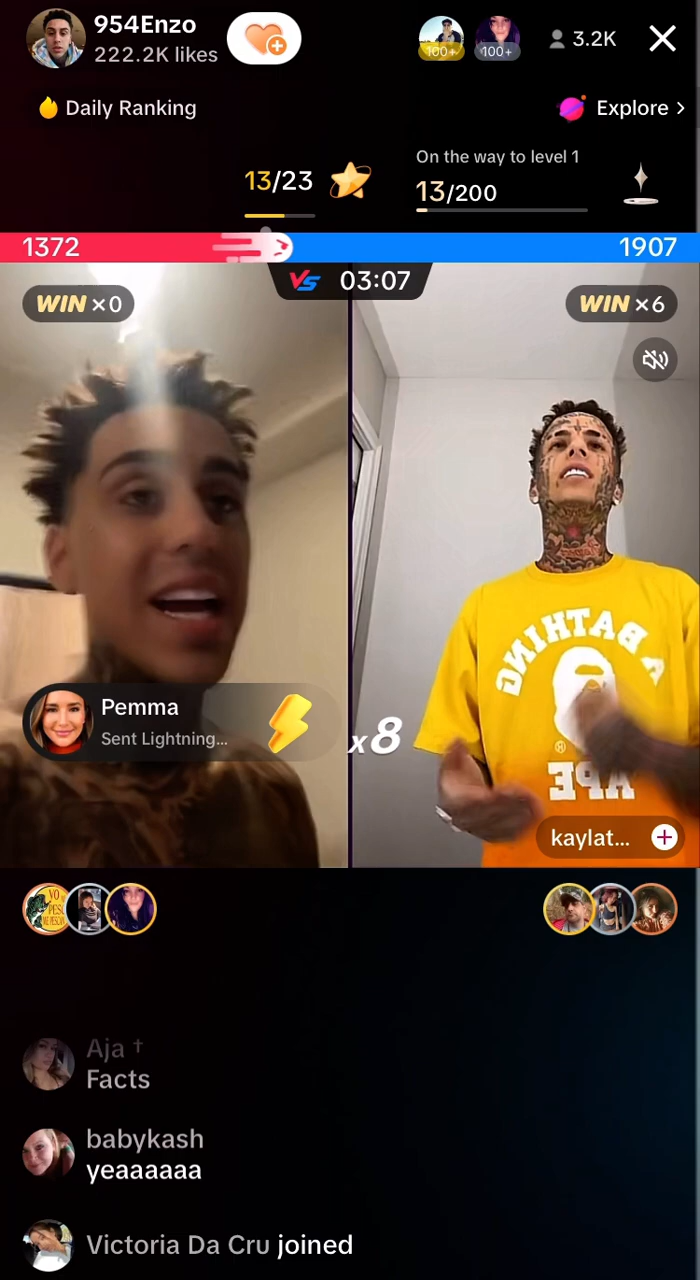 954Enzo
222.2K likes
100+
100+
3.2K
Daily Ranking
Explore >
13/23
On the way to level 1
13/200
1372
1907
VS 03:07
WIN ×0
WIN ×6
A BATHING
APE
®
Pemma
Sent Lightning...
x8
kaylat...
YO
PESC
Aja †
Facts
babykash
yeaaaaaa
Victoria Da Cru joined